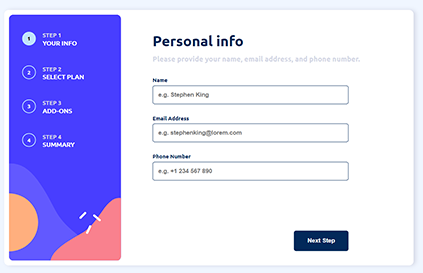 1
STEP 1
YOUR INFO
2
STEP 2
SELECT PLAN
3
STEP 3
ADD-ONS
4
STEP 4
SUMMARY
Personal info
Please provide your name, email address, and phone number.
Name
e.g. Stephen King
Email Address
e.g. stephenking@lorem.com
Phone Number
e.g. +1 234 567 890
Next Step